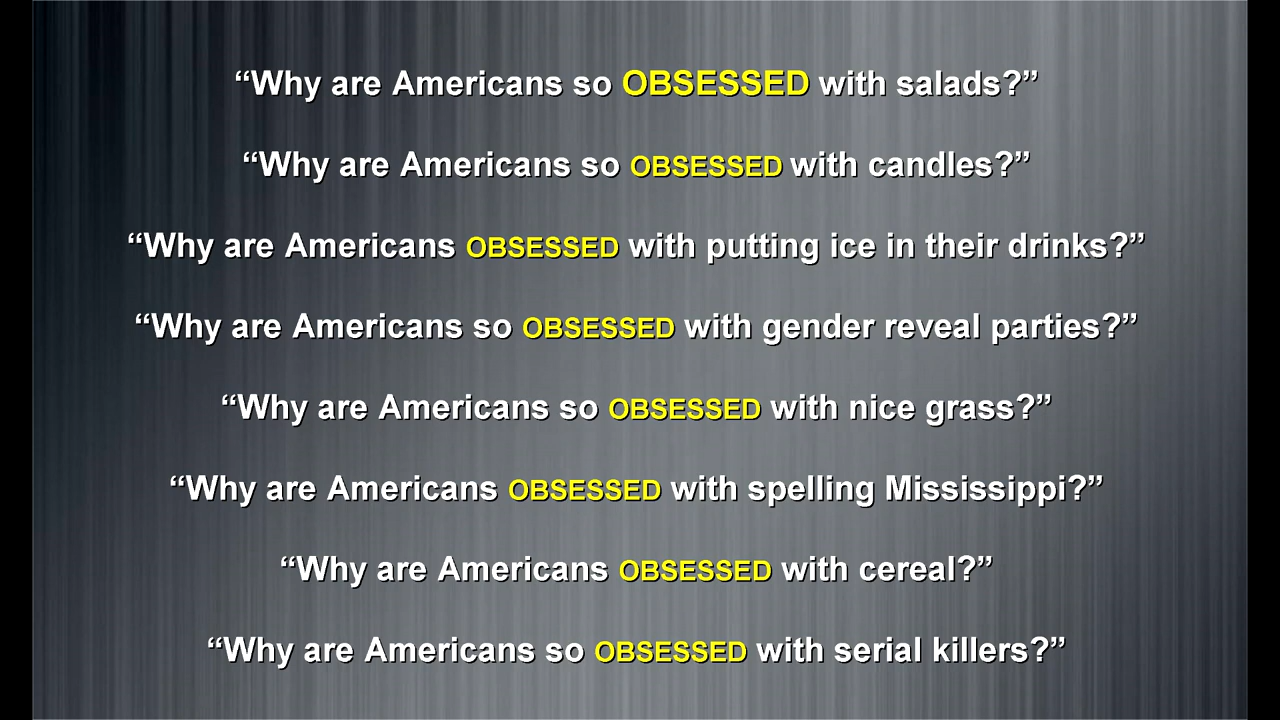 “Why are Americans so OBSESSED with salads?”
“Why are Americans so OBSESSED with candles?”
“Why are Americans OBSESSED with putting ice in their drinks?”
“Why are Americans so OBSESSED with gender reveal parties?”
“Why are Americans so OBSESSED with nice grass?”
“Why are Americans OBSESSED with spelling Mississippi?”
“Why are Americans OBSESSED with cereal?”
“Why are Americans so OBSESSED with serial killers?”